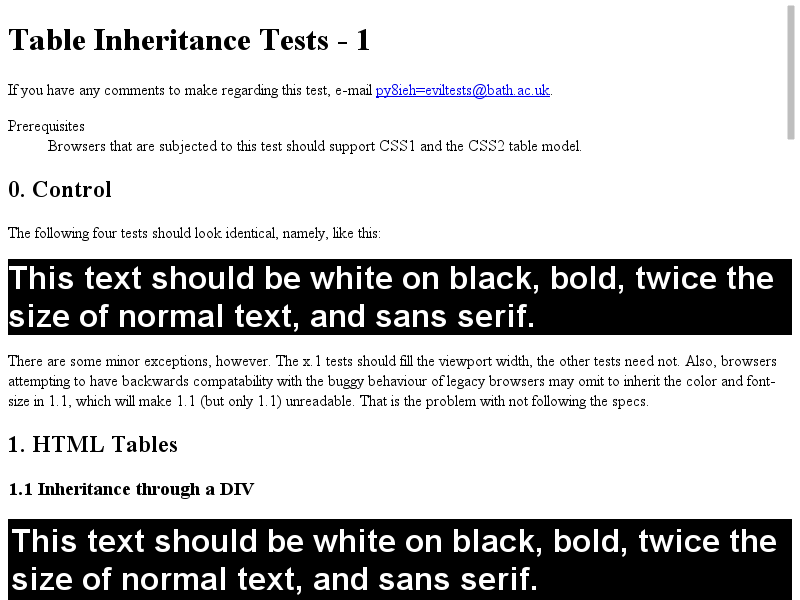 Table Inheritance Tests - 1
If you have any comments to make regarding this test, e-mail py8ieh=eviltests@bath.ac.uk.
Prerequisites
Browsers that are subjected to this test should support CSS1 and the CSS2 table model.
0. Control
The following four tests should look identical, namely, like this:
This text should be white on black, bold, twice the
size of normal text, and sans serif.
There are some minor exceptions, however. The x.1 tests should fill the viewport width, the other tests need not. Also, browsers
attempting to have backwards compatability with the buggy behaviour of legacy browsers may omit to inherit the color and font-
size in 1.1, which will make 1.1 (but only 1.1) unreadable. That is the problem with not following the specs.
1. HTML Tables
1.1 Inheritance through a DIV
This text should be white on black, bold, twice the
size of normal text, and sans serif.